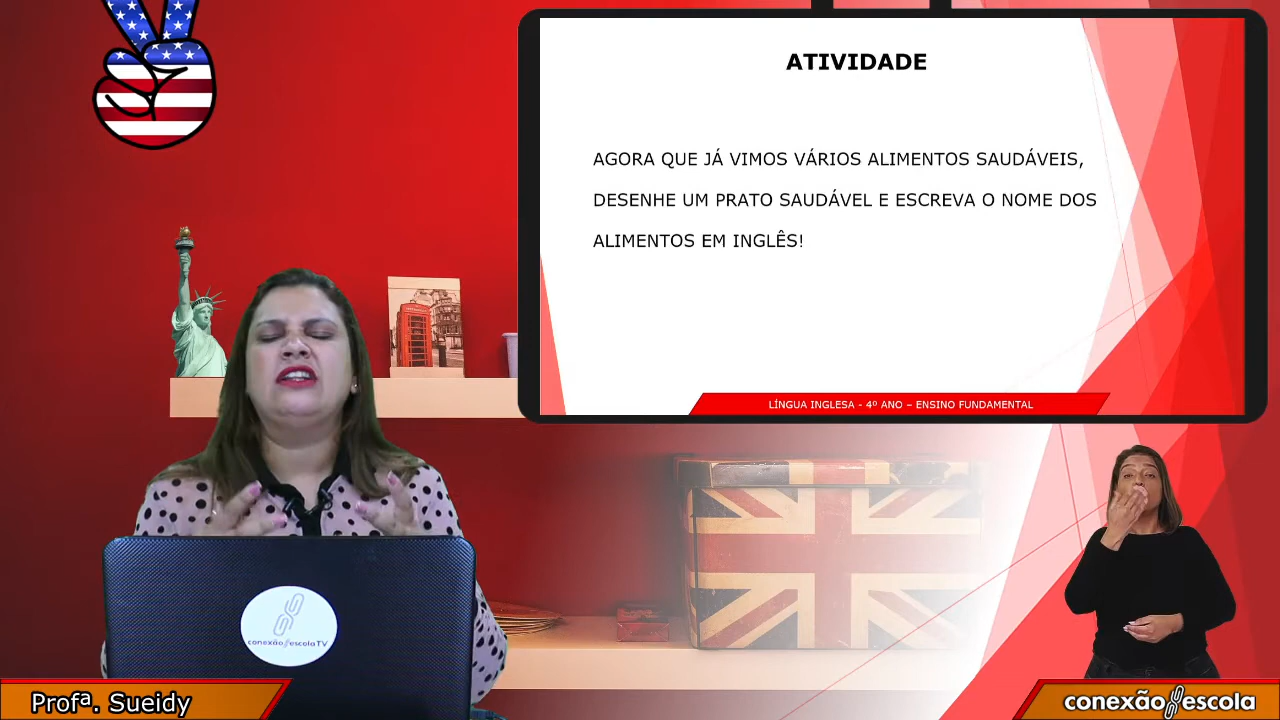 ATIVIDADE
AGORA QUE JÁ VIMOS VÁRIOS ALIMENTOS SAUDÁVEIS,
DESENHE UM PRATO SAUDÁVEL E ESCREVA O NOME DOS
ALIMENTOS EM INGLÊS!
LÍNGUA INGLESA - 4º ANO – ENSINO FUNDAMENTAL
conexão escola TV
Profª. Sueidy
conexão escola